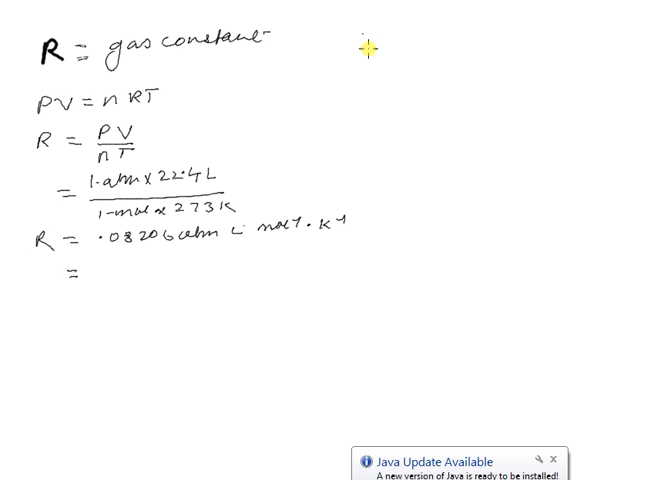 R = gas constant
PV = nRT
R = PV / nT
= 1.atm x 22.4 L / 1-mol x 273 K
R = .08206 atm L mol⁻¹. K⁻¹
=
Java Update Available
A new version of Java is ready to be installed!